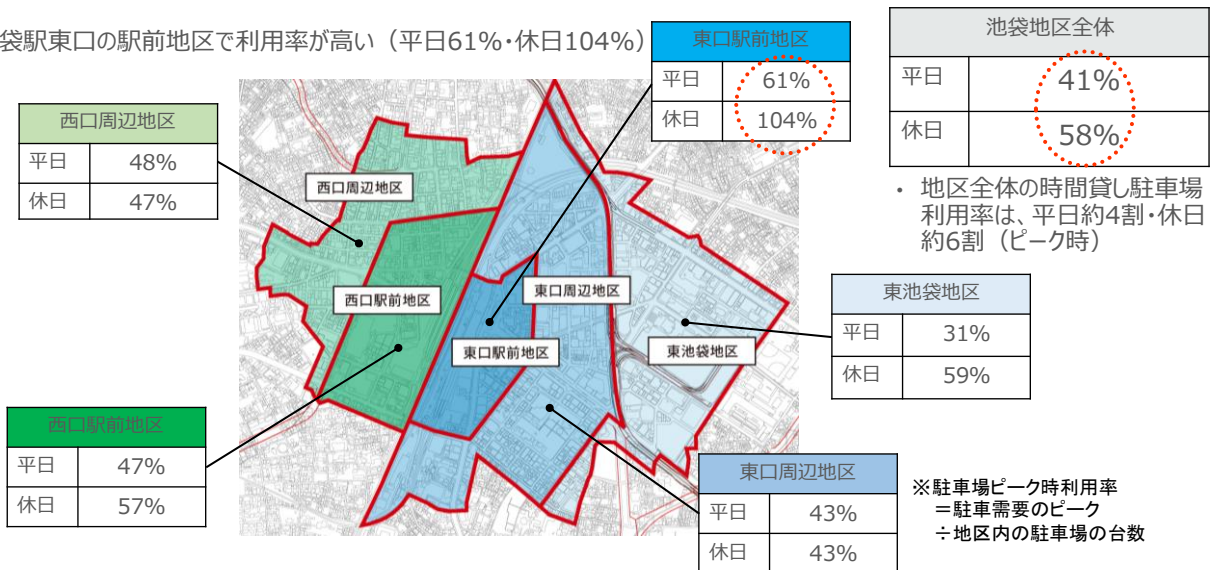 袋駅東口の駅前地区で利用率が高い（平日61%・休日104%）
東口駅前地区
平日 61%
休日 104%
池袋地区全体
平日 41%
休日 58%
・ 地区全体の時間貸し駐車場
利用率は、平日約4割・休日
約6割（ピーク時）
西口周辺地区
平日 48%
休日 47%
西口周辺地区
西口駅前地区
東口周辺地区
東口駅前地区
東池袋地区
東池袋地区
平日 31%
休日 59%
西口駅前地区
平日 47%
休日 57%
東口周辺地区
平日 43%
休日 43%
※駐車場ピーク時利用率
＝駐車需要のピーク
÷地区内の駐車場の台数